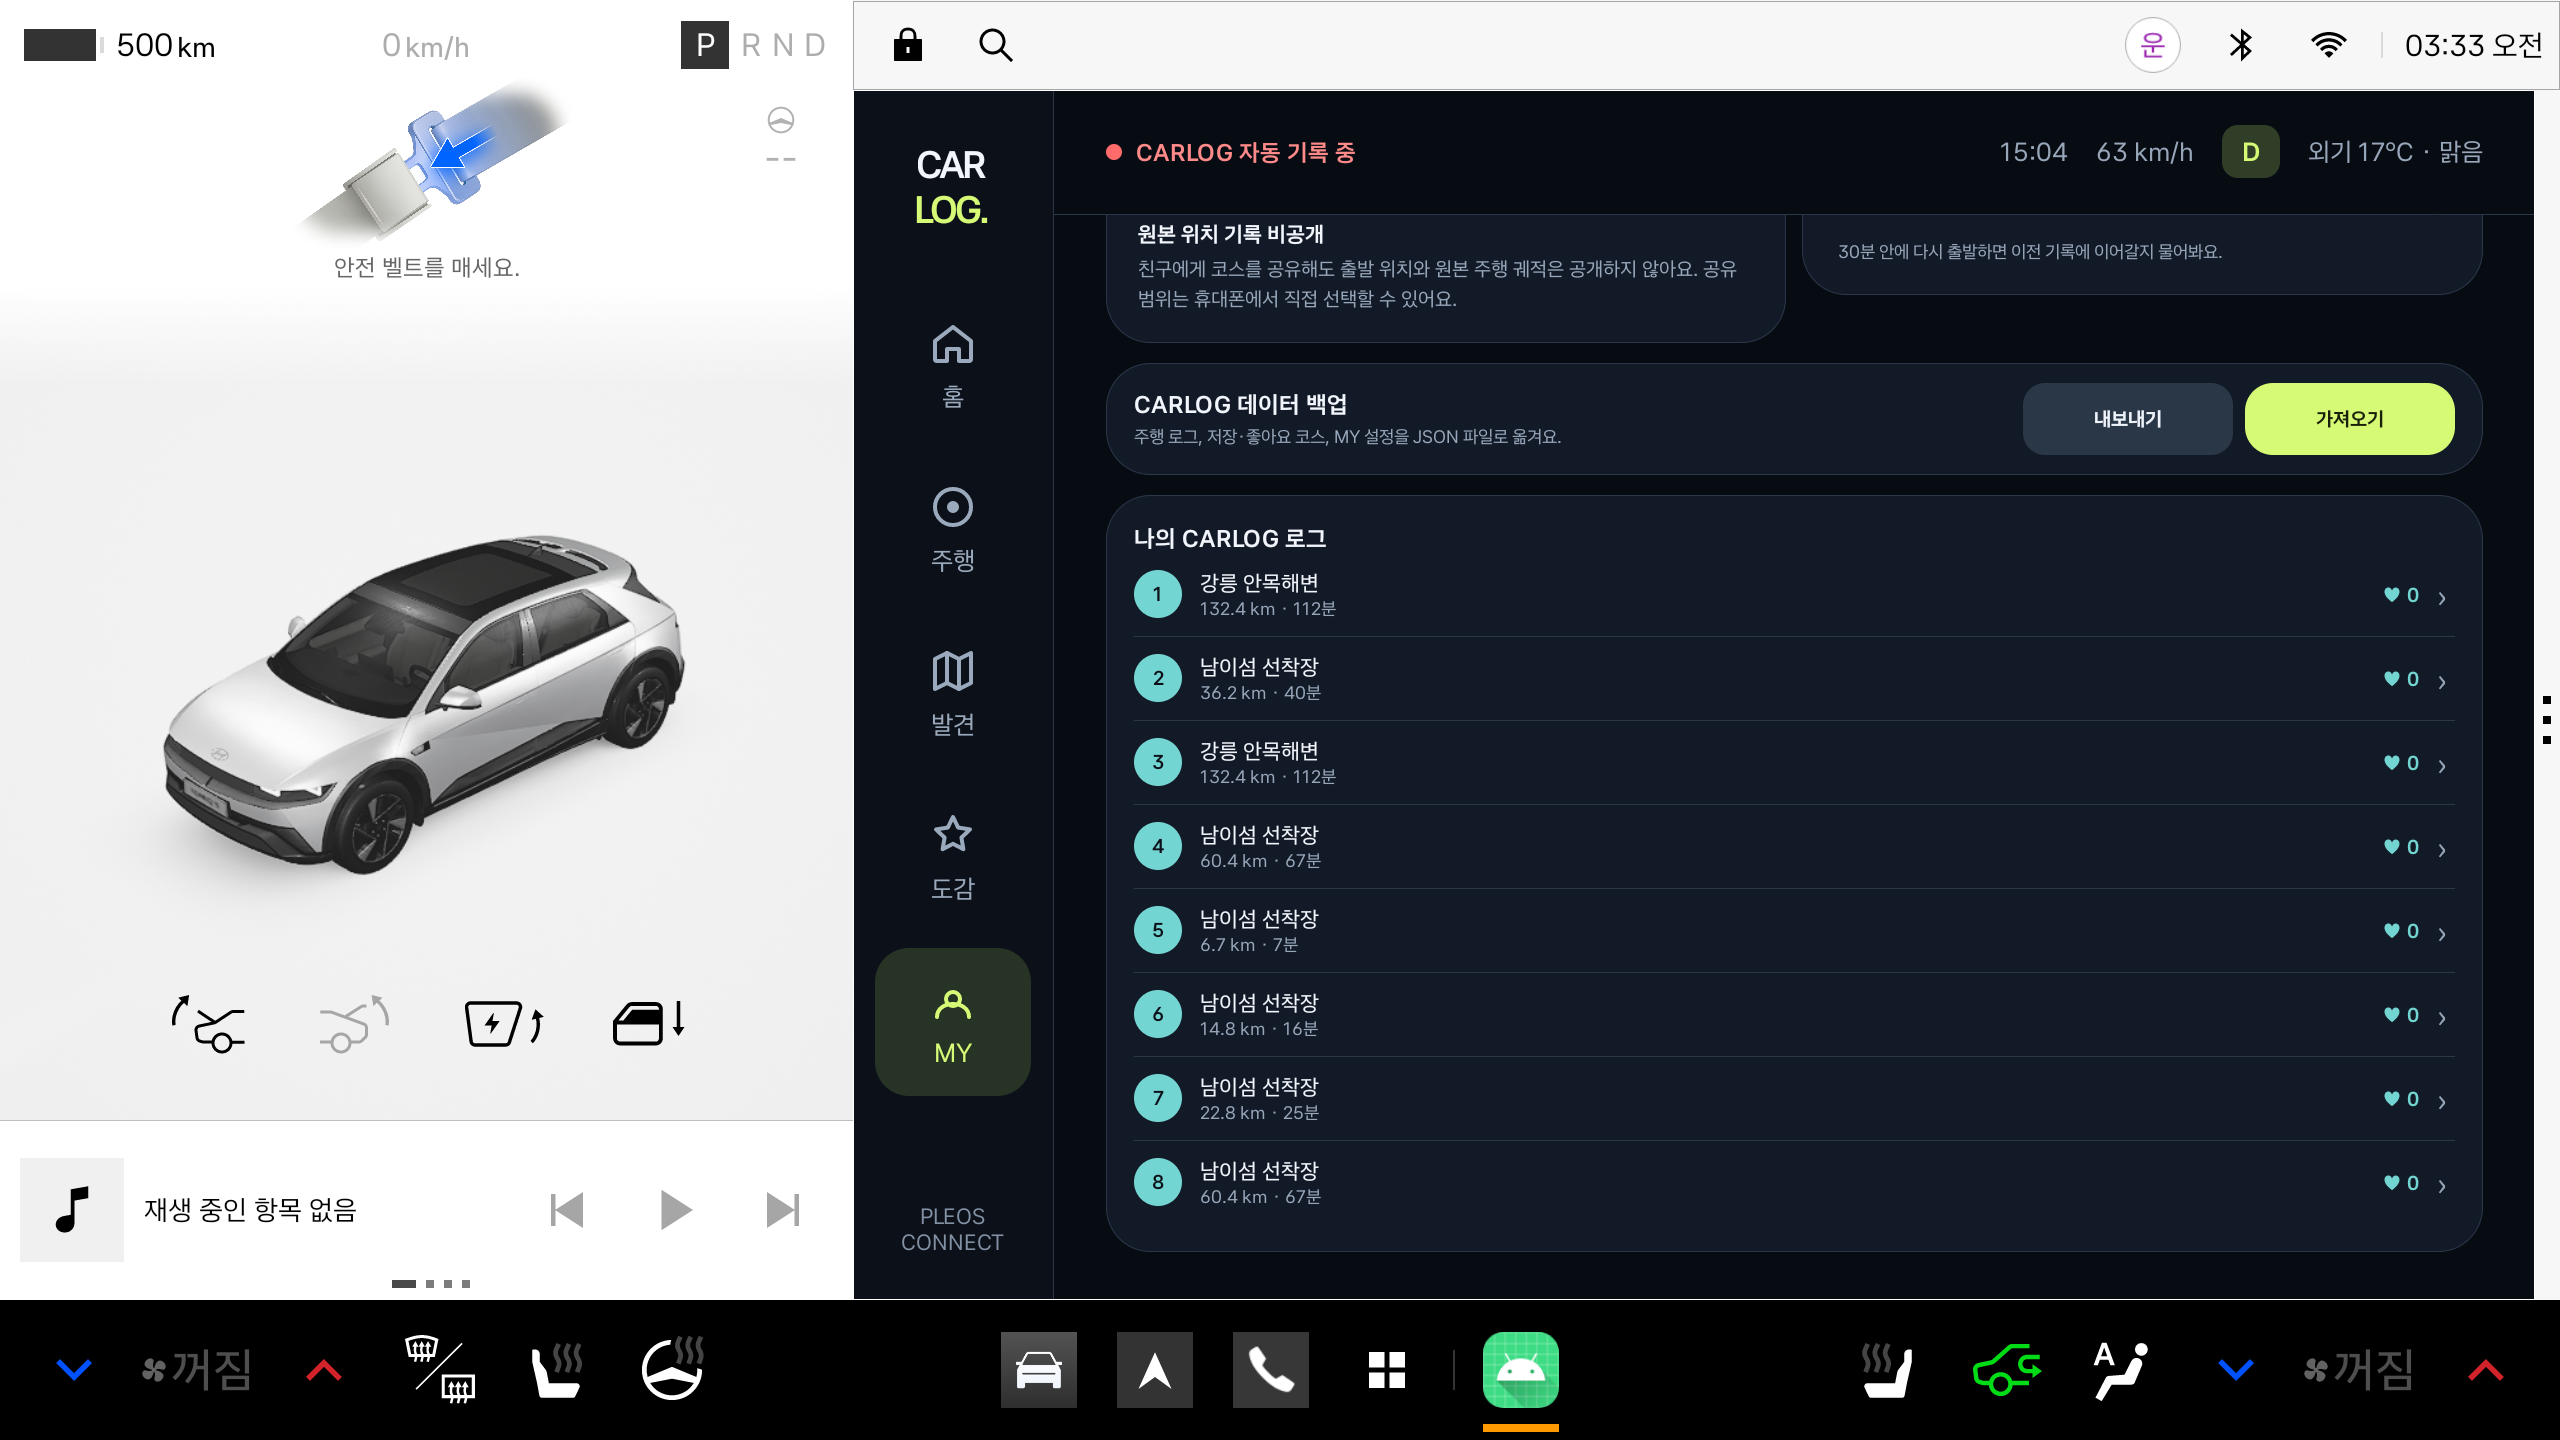 500 km
0 km/h
P R N D
운
03:33 오전
안전 벨트를 매세요.
재생 중인 항목 없음
CAR
LOG.
홈
주행
발견
도감
MY
PLEOS
CONNECT
CARLOG 자동 기록 중
15:04 63 km/h D 외기 17°C · 맑음
원본 위치 기록 비공개
친구에게 코스를 공유해도 출발 위치와 원본 주행 궤적은 공개하지 않아요. 공유
범위는 휴대폰에서 직접 선택할 수 있어요.
30분 안에 다시 출발하면 이전 기록에 이어갈지 물어봐요.
CARLOG 데이터 백업
주행 로그, 저장·좋아요 코스, MY 설정을 JSON 파일로 옮겨요.
내보내기
가져오기
나의 CARLOG 로그
1 강릉 안목해변 ♥ 0 ›
132.4 km · 112분
2 남이섬 선착장 ♥ 0 ›
36.2 km · 40분
3 강릉 안목해변 ♥ 0 ›
132.4 km · 112분
4 남이섬 선착장 ♥ 0 ›
60.4 km · 67분
5 남이섬 선착장 ♥ 0 ›
6.7 km · 7분
6 남이섬 선착장 ♥ 0 ›
14.8 km · 16분
7 남이섬 선착장 ♥ 0 ›
22.8 km · 25분
8 남이섬 선착장 ♥ 0 ›
60.4 km · 67분
꺼짐
A
꺼짐